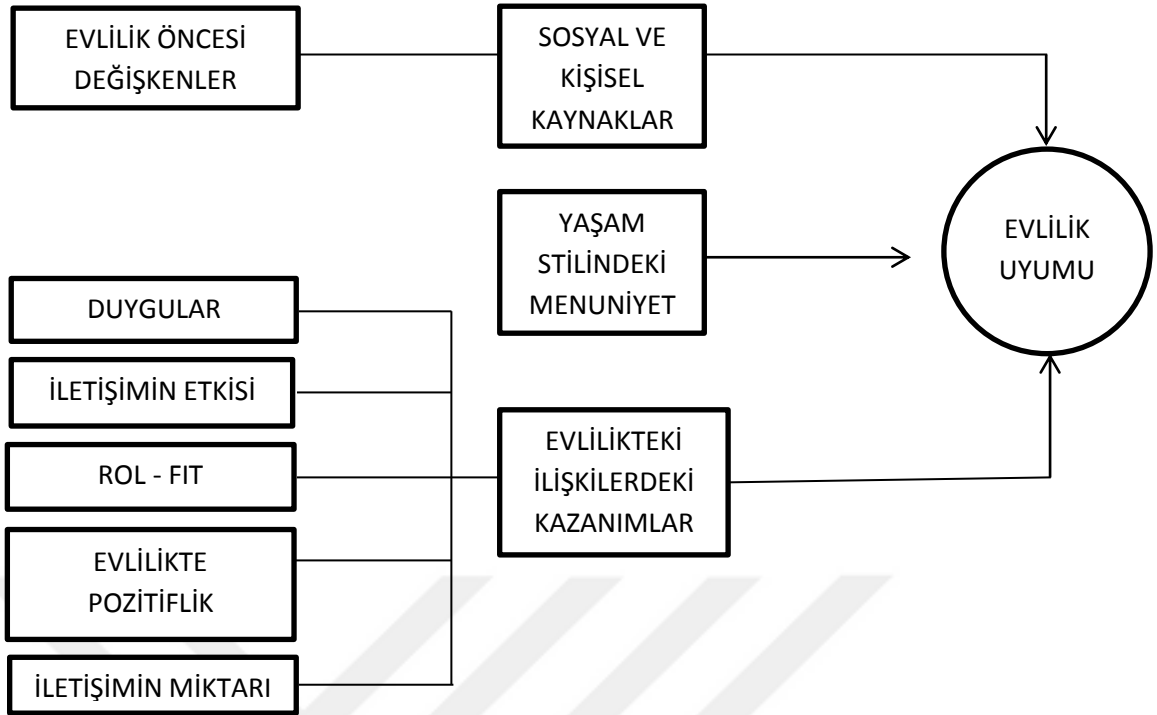 EVLİLİK ÖNCESİ
DEĞİŞKENLER
SOSYAL VE
KİŞİSEL
KAYNAKLAR
YAŞAM
STİLİNDEKİ
MENUNİYET
EVLİLİK
UYUMU
DUYGULAR
İLETİŞİMİN ETKİSİ
ROL - FIT
EVLİLİKTE
POZİTİFLİK
İLETİŞİMİN MİKTARI
EVLİLİKTEKİ
İLİŞKİLERDEKİ
KAZANIMLAR